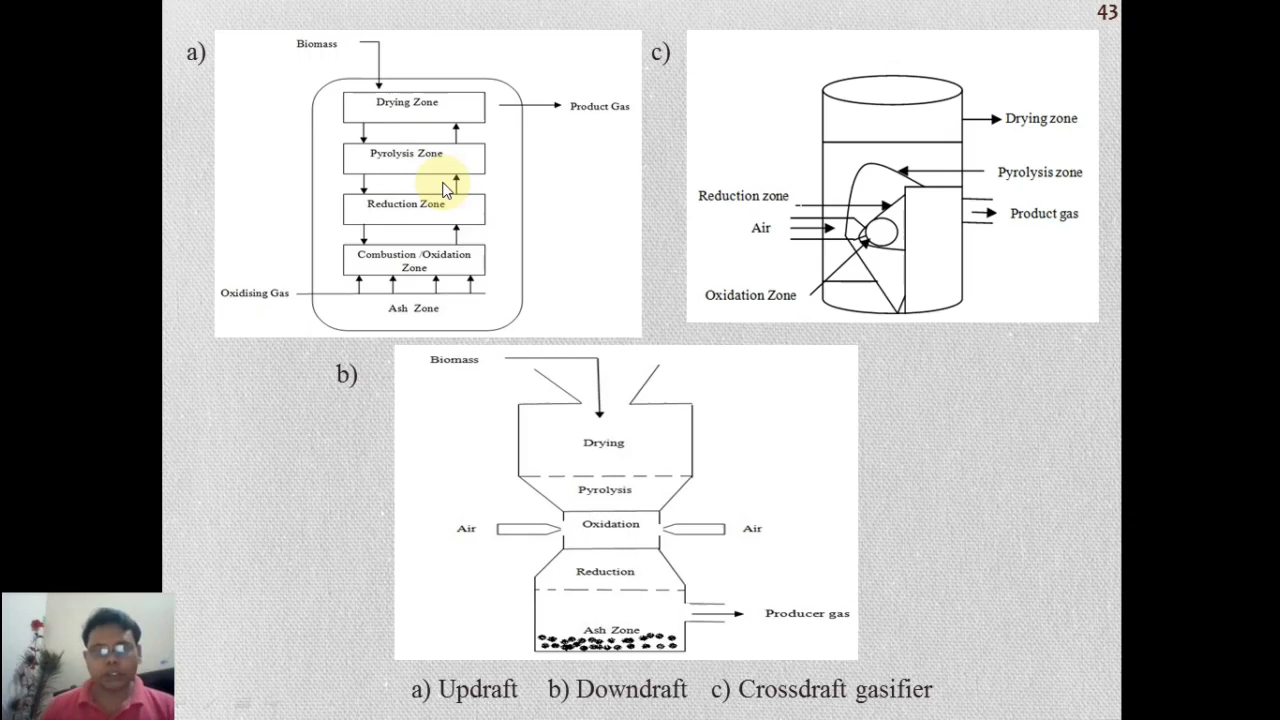 43
a)
Biomass
Drying Zone
Product Gas
Pyrolysis Zone
Reduction Zone
Combustion /Oxidation
Zone
Oxidising Gas
Ash Zone
c)
Drying zone
Pyrolysis zone
Reduction zone
Product gas
Air
Oxidation Zone
b)
Biomass
Drying
Pyrolysis
Air
Oxidation
Air
Reduction
Producer gas
Ash Zone
a) Updraft b) Downdraft c) Crossdraft gasifier